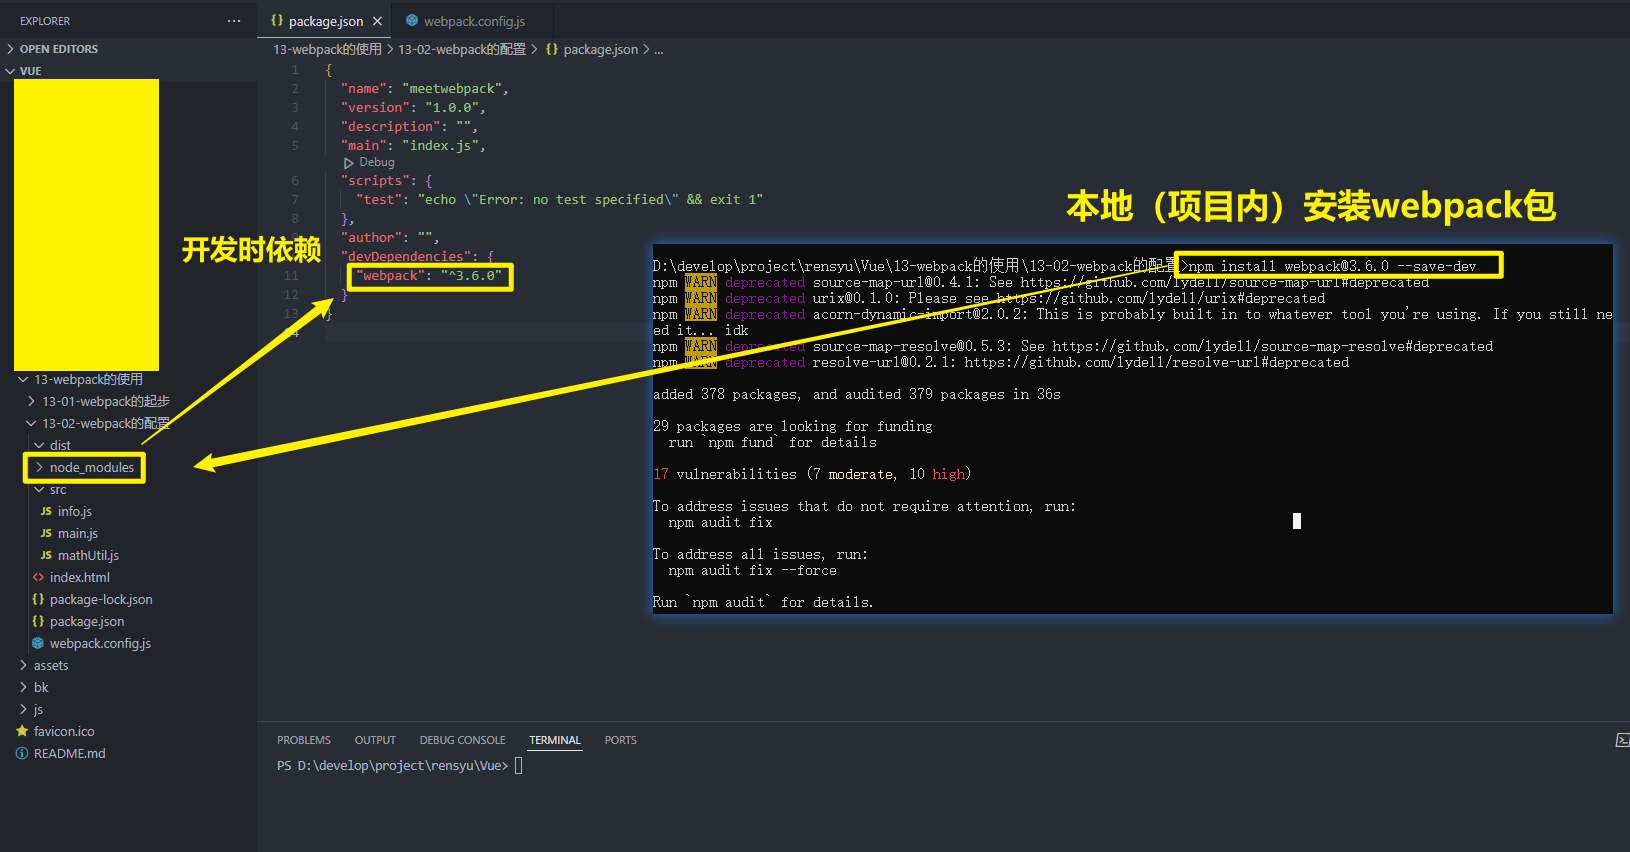 EXPLORER
···
OPEN EDITORS
VUE
13-webpack的使用
13-01-webpack的起步
13-02-webpack的配置
dist
node_modules
src
JS info.js
JS main.js
JS mathUtil.js
<> index.html
{} package-lock.json
{} package.json
webpack.config.js
assets
bk
js
favicon.ico
README.md
{} package.json ×
webpack.config.js
13-webpack的使用 > 13-02-webpack的配置 > {} package.json > ...
1 {
2 "name": "meetwebpack",
3 "version": "1.0.0",
4 "description": "",
5 "main": "index.js",
Debug
6 "scripts": {
7 "test": "echo \"Error: no test specified\" && exit 1"
8 },
9 "author": "",
"devDependencies": {
11 "webpack": "^3.6.0"
12 }
13 }
14
开发时依赖
本地（项目内）安装webpack包
D:\develop\project\rensyu\Vue\13-webpack的使用\13-02-webpack的配置>npm install webpack@3.6.0 --save-dev
npm WARN deprecated source-map-url@0.4.1: See https://github.com/lydell/source-map-url#deprecated
npm WARN deprecated urix@0.1.0: Please see https://github.com/lydell/urix#deprecated
npm WARN deprecated acorn-dynamic-import@2.0.2: This is probably built in to whatever tool you're using. If you still ne
ed it... idk
npm WARN deprecated source-map-resolve@0.5.3: See https://github.com/lydell/source-map-resolve#deprecated
npm WARN deprecated resolve-url@0.2.1: https://github.com/lydell/resolve-url#deprecated
added 378 packages, and audited 379 packages in 36s
29 packages are looking for funding
run `npm fund` for details
17 vulnerabilities (7 moderate, 10 high)
To address issues that do not require attention, run:
npm audit fix
To address all issues, run:
npm audit fix --force
Run `npm audit` for details.
PROBLEMS
OUTPUT
DEBUG CONSOLE
TERMINAL
PORTS
PS D:\develop\project\rensyu\Vue>